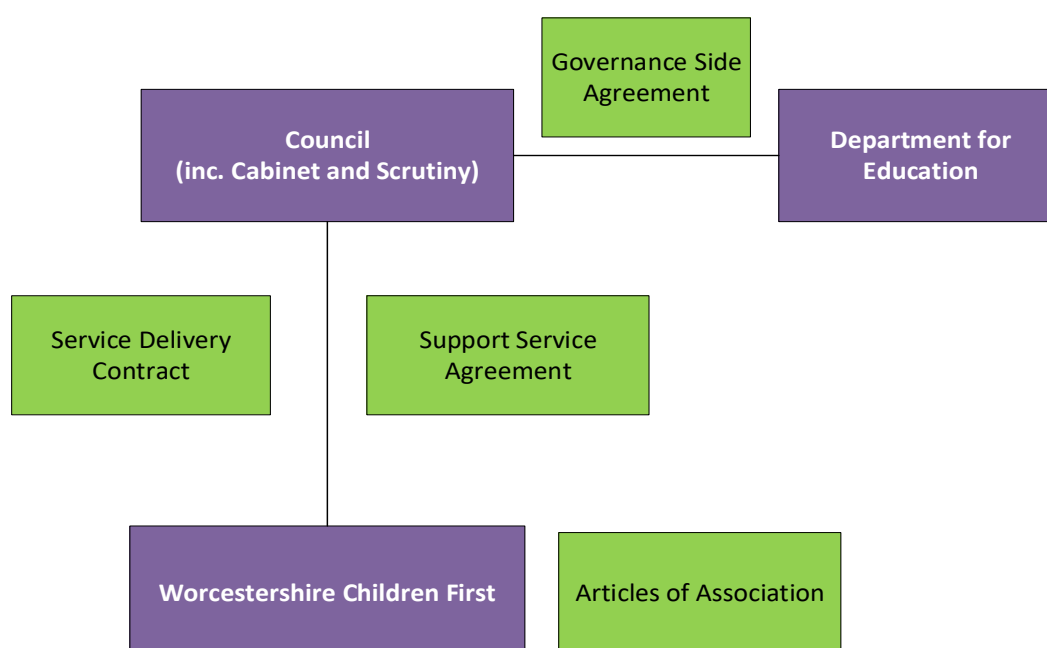 Governance Side
Agreement
Council
(inc. Cabinet and Scrutiny)
Department for
Education
Service Delivery
Contract
Support Service
Agreement
Worcestershire Children First
Articles of Association